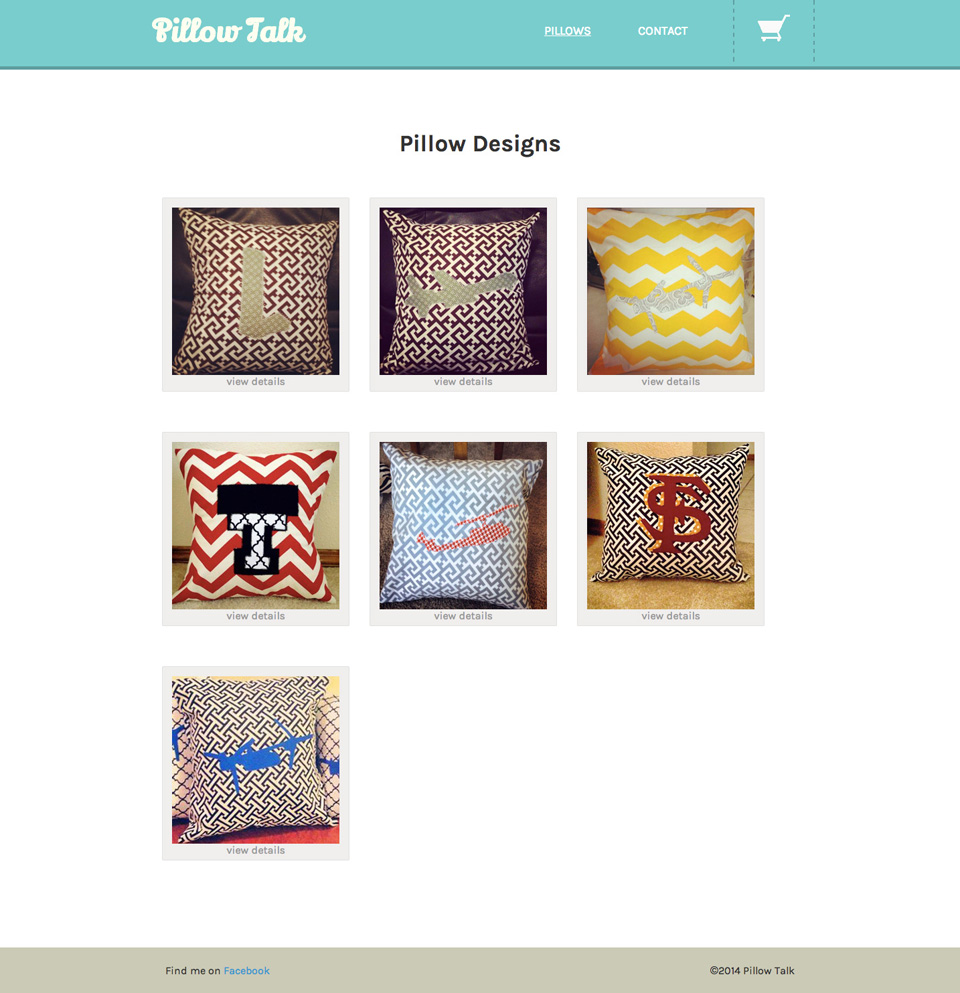 Pillow Talk
PILLOWS CONTACT
Pillow Designs
L
view details view details view details
T T FS
view details view details view details
view details
Find me on Facebook ©2014 Pillow Talk